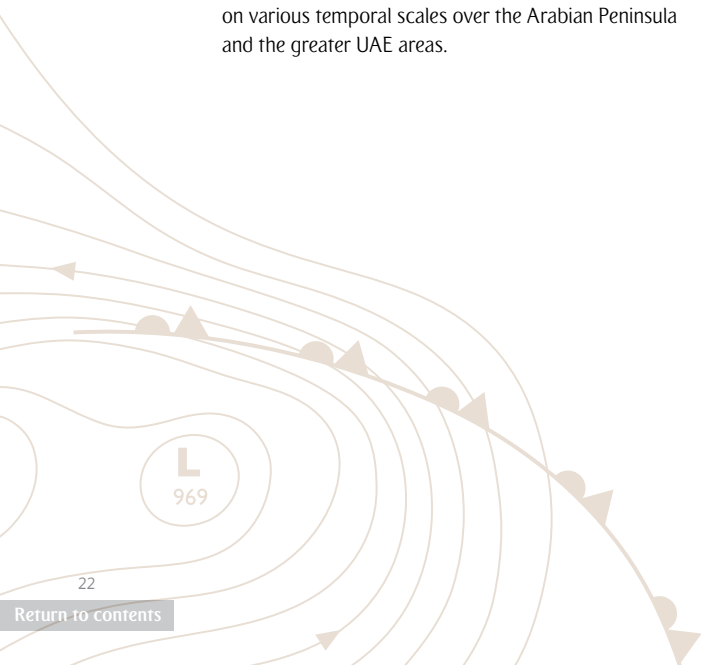 on various temporal scales over the Arabian Peninsula
and the greater UAE areas.
L
969
22
Return to contents